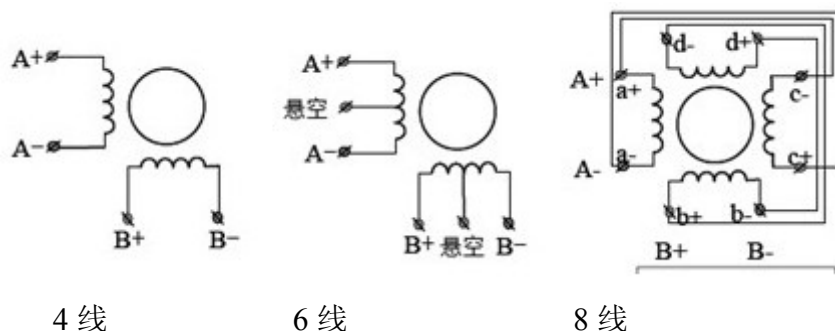 A+
A−
B+ B−
4 线
A+
悬空
A−
B+ 悬空 B−
6 线
d- d+
A+ a+ c-
A- a- c+
b+ b-
B+ B-
8 线